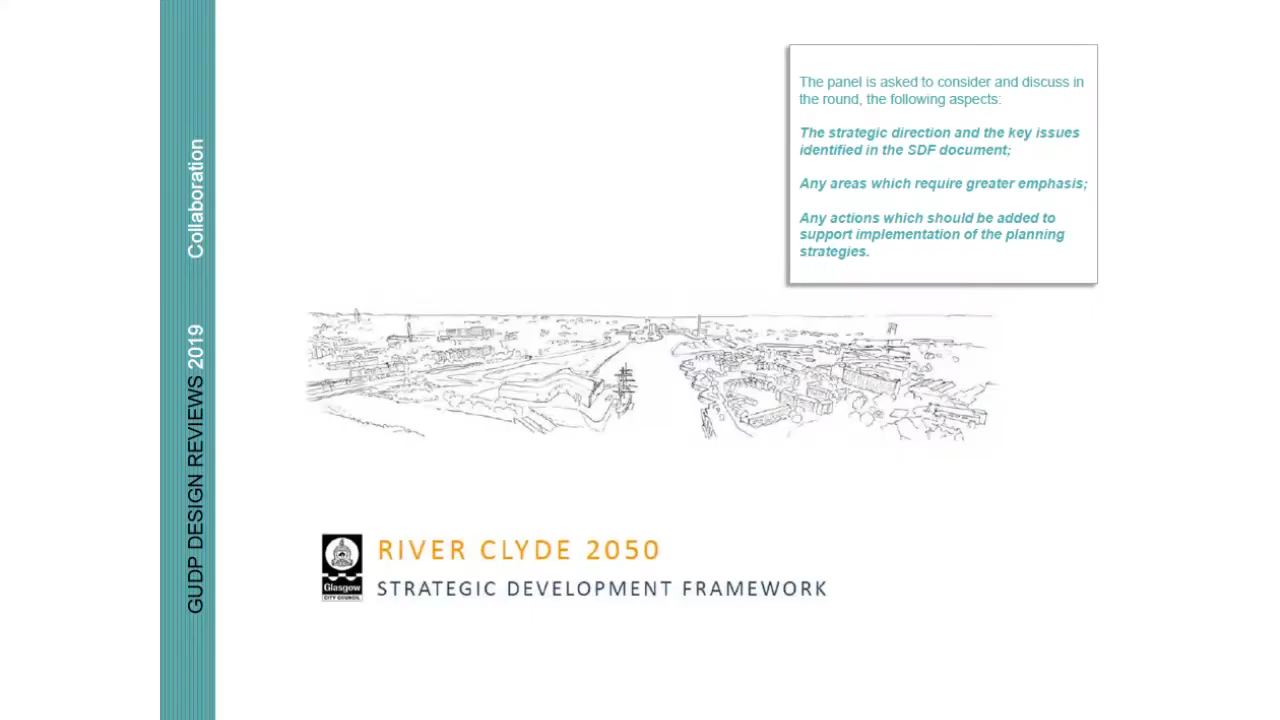 GUDP DESIGN REVIEWS 2019 Collaboration
The panel is asked to consider and discuss in
the round, the following aspects:
The strategic direction and the key issues
identified in the SDF document;
Any areas which require greater emphasis;
Any actions which should be added to
support implementation of the planning
strategies.
Glasgow
CITY COUNCIL
RIVER CLYDE 2050
STRATEGIC DEVELOPMENT FRAMEWORK